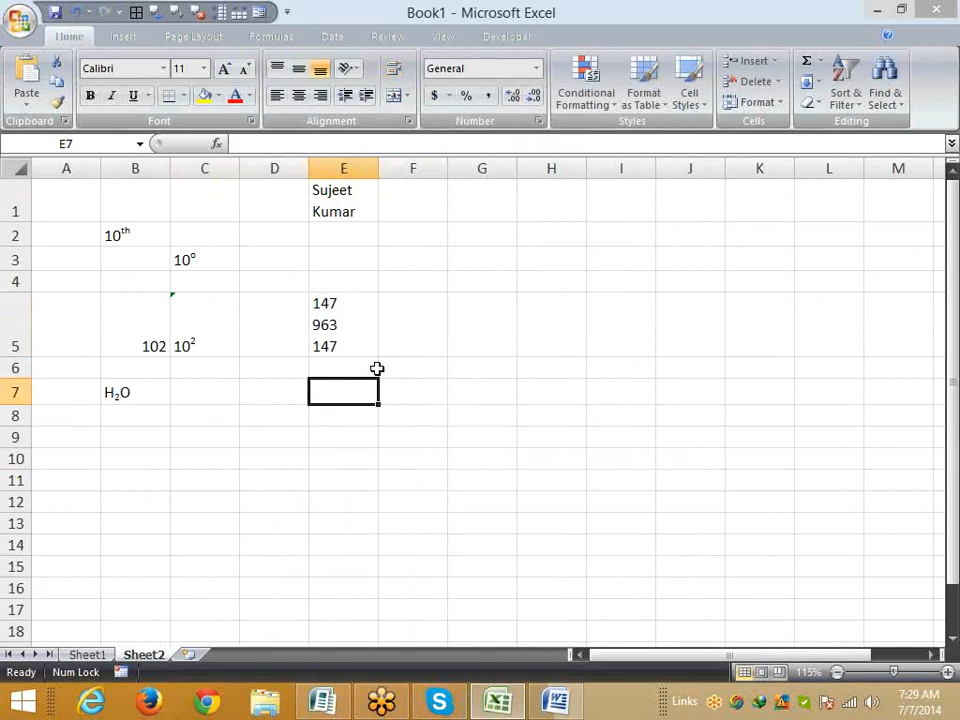 Book1 - Microsoft Excel
Home Insert Page Layout Formulas Data Review View Developer
Paste
Calibri 11
General
Conditional Formatting
Format as Table
Cell Styles
Insert
Delete
Format
Sort & Filter
Find & Select
Clipboard Font Alignment Number Styles Cells Editing
E7 fx
A B C D E F G H I J K L M
1 Sujeet
Kumar
2 10th
3 10o
4
5 102 102 147
963
147
6
7 H2O
8
9
10
11
12
13
14
15
16
17
18
Sheet1 Sheet2
Ready Num Lock 115%
Links 7:29 AM
7/7/2014